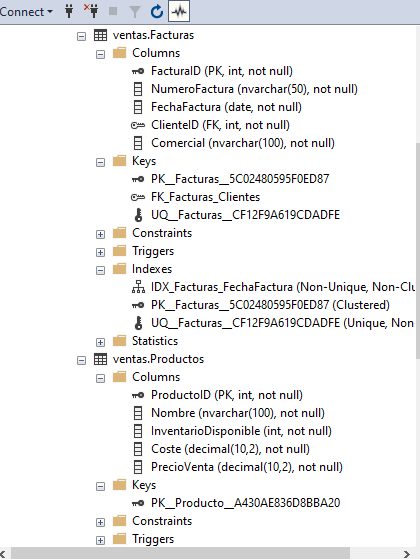 Connect
ventas.Facturas
Columns
FacturaID (PK, int, not null)
NumeroFactura (nvarchar(50), not null)
FechaFactura (date, not null)
ClienteID (FK, int, not null)
Comercial (nvarchar(100), not null)
Keys
PK__Facturas__5C02480595F0ED87
FK_Facturas_Clientes
UQ__Facturas__CF12F9A619CDADFE
Constraints
Triggers
Indexes
IDX_Facturas_FechaFactura (Non-Unique, Non-Clu
PK__Facturas__5C02480595F0ED87 (Clustered)
UQ__Facturas__CF12F9A619CDADFE (Unique, Non
Statistics
ventas.Productos
Columns
ProductoID (PK, int, not null)
Nombre (nvarchar(100), not null)
InventarioDisponible (int, not null)
Coste (decimal(10,2), not null)
PrecioVenta (decimal(10,2), not null)
Keys
PK__Producto__A430AE836D8BBA20
Constraints
Triggers